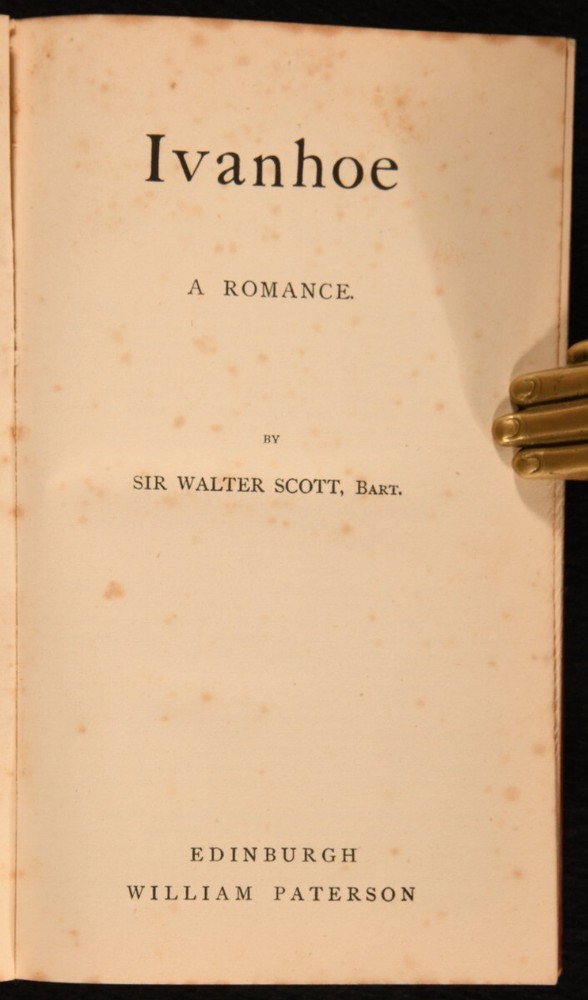 Ivanhoe
A ROMANCE.
BY
SIR WALTER SCOTT, BART.
EDINBURGH
WILLIAM PATERSON